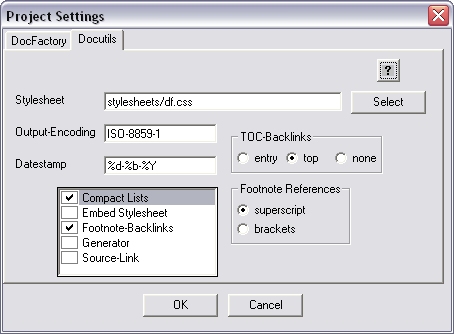 Project Settings
DocFactory Docutils
?
Stylesheet stylesheets/df.css Select
Output-Encoding ISO-8859-1
TOC-Backlinks
entry top none
Datestamp %d-%b-%Y
Compact Lists
Embed Stylesheet
Footnote-Backlinks
Generator
Source-Link
Footnote References
superscript
brackets
OK Cancel